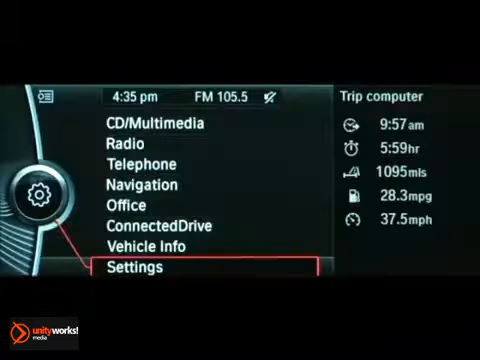 4:35 pm FM 105.5
CD/Multimedia
Radio
Telephone
Navigation
Office
ConnectedDrive
Vehicle Info
Settings
Trip computer
9:57am
5:59hr
1095mls
28.3mpg
37.5mph
unityworks!
media